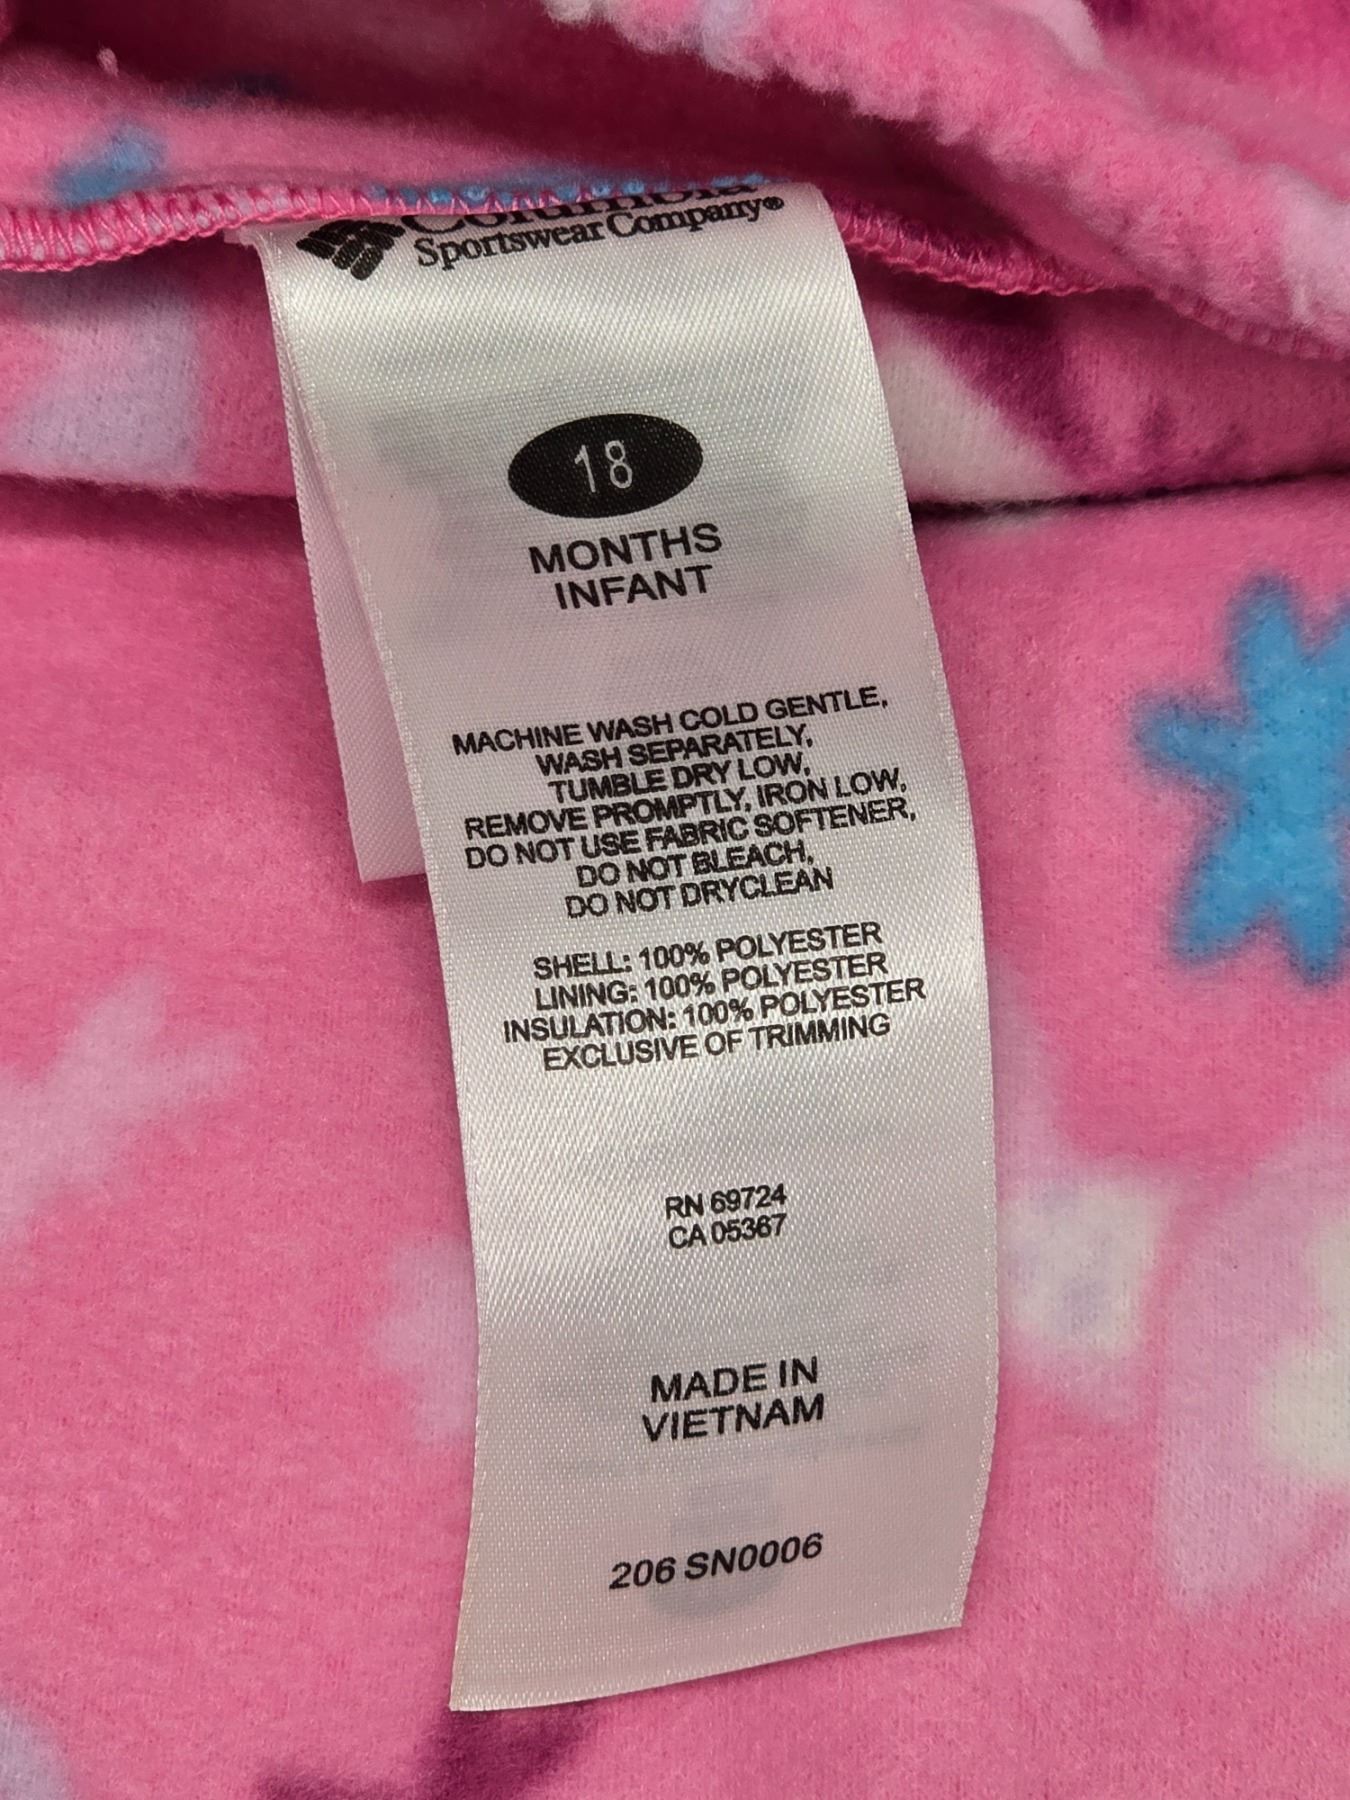 Columbia
Sportswear Company®
18
MONTHS
INFANT
MACHINE WASH COLD GENTLE,
WASH SEPARATELY,
TUMBLE DRY LOW,
REMOVE PROMPTLY, IRON LOW,
DO NOT USE FABRIC SOFTENER,
DO NOT BLEACH,
DO NOT DRYCLEAN
SHELL: 100% POLYESTER
LINING: 100% POLYESTER
INSULATION: 100% POLYESTER
EXCLUSIVE OF TRIMMING
RN 69724
CA 05367
MADE IN
VIETNAM
206 SN0006